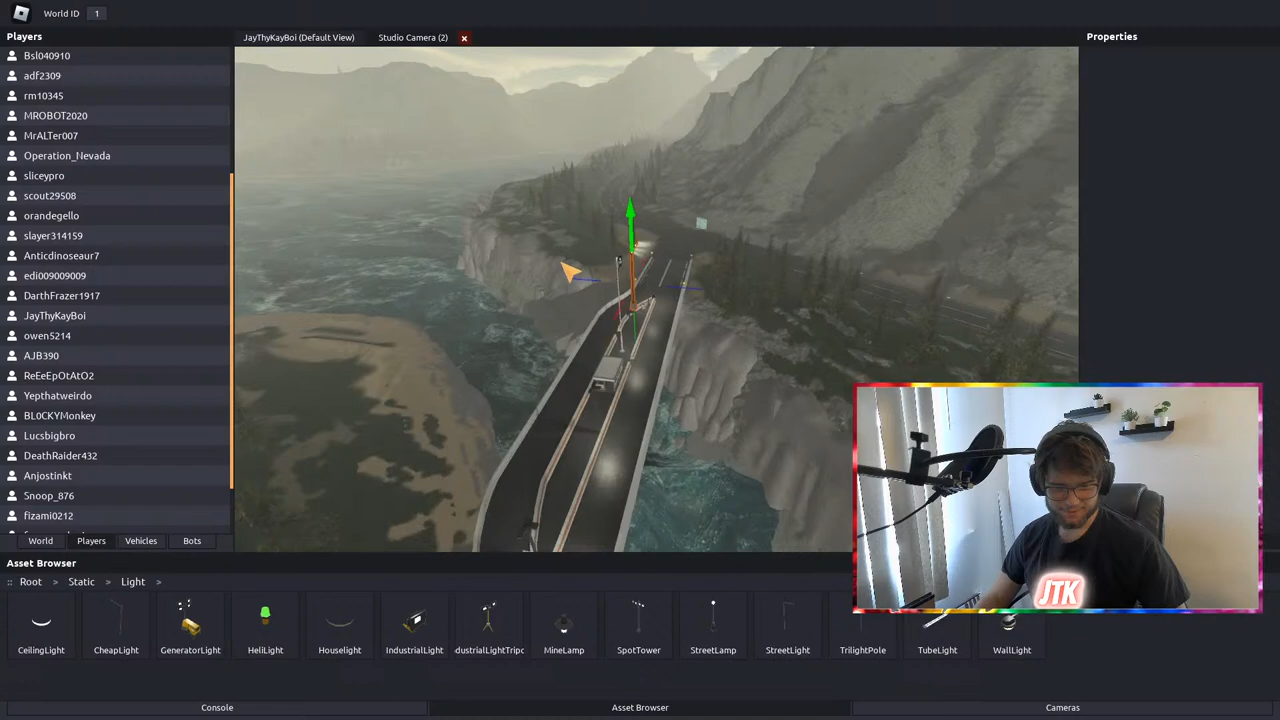 World ID 1
Players
JayThyKayBoi (Default View)
Studio Camera (2)
Properties
Bsl040910
adf2309
rm10345
MROBOT2020
MrALTer007
Operation_Nevada
sliceypro
scout29508
orandegello
slayer314159
Anticdinoseaur7
edi009009009
DarthFrazer1917
JayThyKayBoi
owen5214
AJB390
ReEeEpOtAtO2
Yepthatweirdo
BL0CKYMonkey
Lucsbigbro
DeathRaider432
Anjostinkt
Snoop_876
fizami0212
World Players Vehicles Bots
JTK
Asset Browser
:: Root > Static > Light >
CeilingLight CheapLight GeneratorLight HeliLight Houselight IndustrialLight dustrialLightTripc MineLamp SpotTower StreetLamp StreetLight TrilightPole TubeLight WallLight
Console Asset Browser Cameras